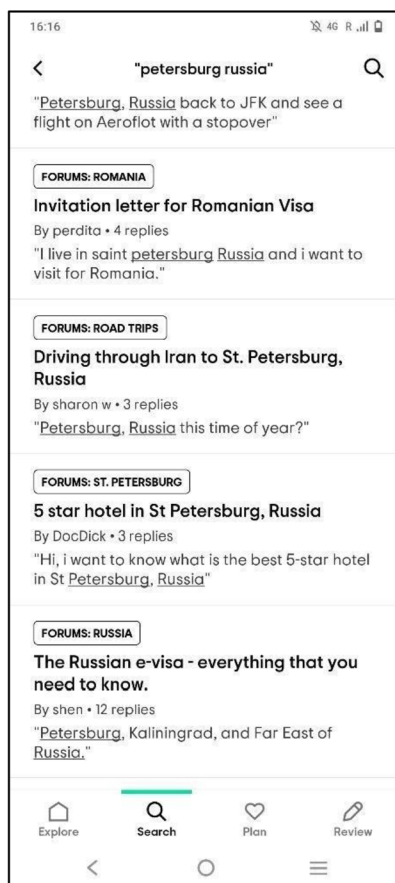 16:16 4G R
"petersburg russia"
"Petersburg, Russia back to JFK and see a
flight on Aeroflot with a stopover"
FORUMS: ROMANIA
Invitation letter for Romanian Visa
By perdita • 4 replies
"I live in saint petersburg Russia and i want to
visit for Romania."
FORUMS: ROAD TRIPS
Driving through Iran to St. Petersburg,
Russia
By sharon w • 3 replies
"Petersburg, Russia this time of year?"
FORUMS: ST. PETERSBURG
5 star hotel in St Petersburg, Russia
By DocDick • 3 replies
"Hi, i want to know what is the best 5-star hotel
in St Petersburg, Russia"
FORUMS: RUSSIA
The Russian e-visa - everything that you
need to know.
By shen • 12 replies
"Petersburg, Kaliningrad, and Far East of
Russia."
Explore Search Plan Review